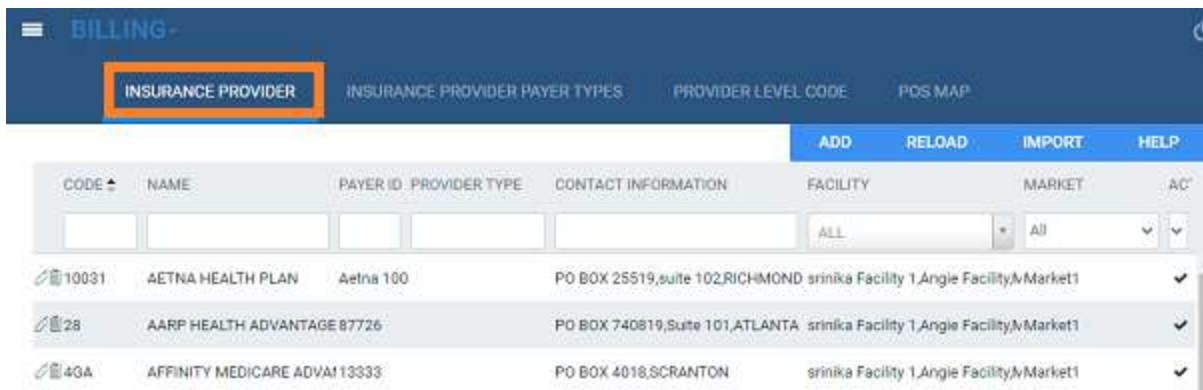 BILLING-
INSURANCE PROVIDER INSURANCE PROVIDER PAYER TYPES PROVIDER LEVEL CODE POS MAP
ADD RELOAD IMPORT HELP
CODE NAME PAYER ID PROVIDER TYPE CONTACT INFORMATION FACILITY MARKET ACT
ALL All
10031 AETNA HEALTH PLAN Aetna 100 PO BOX 25519,suite 102,RICHMOND srinika Facility 1,Angie Facility,M Market1
28 AARP HEALTH ADVANTAGE 87726 PO BOX 740819,Suite 101,ATLANTA srinika Facility 1,Angie Facility,M Market1
4GA AFFINITY MEDICARE ADVAN 13333 PO BOX 4018,SCRANTON srinika Facility 1,Angie Facility,M Market1